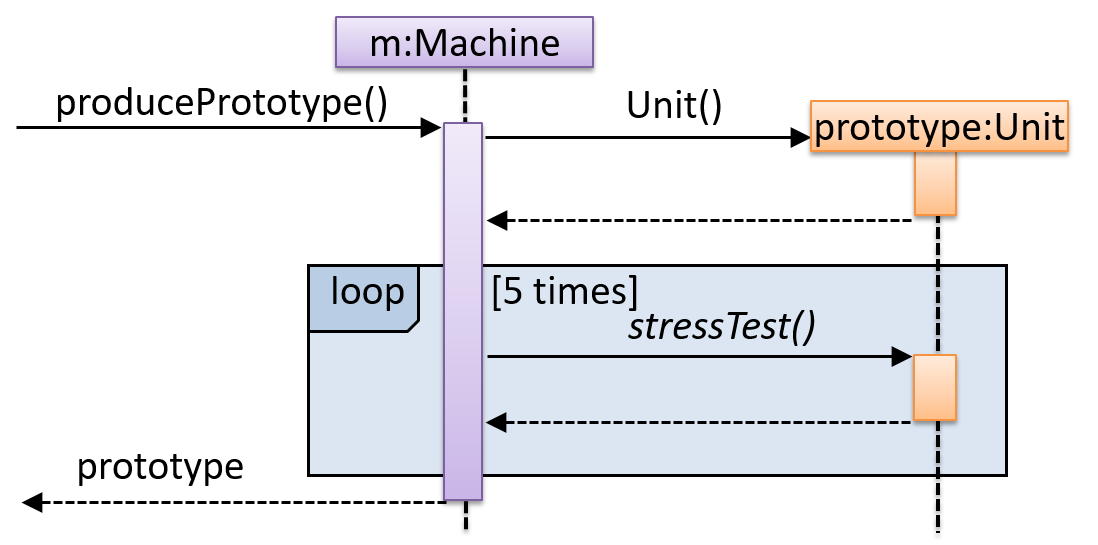 m:Machine
producePrototype()
Unit()
prototype:Unit
loop
[5 times]
stressTest()
prototype